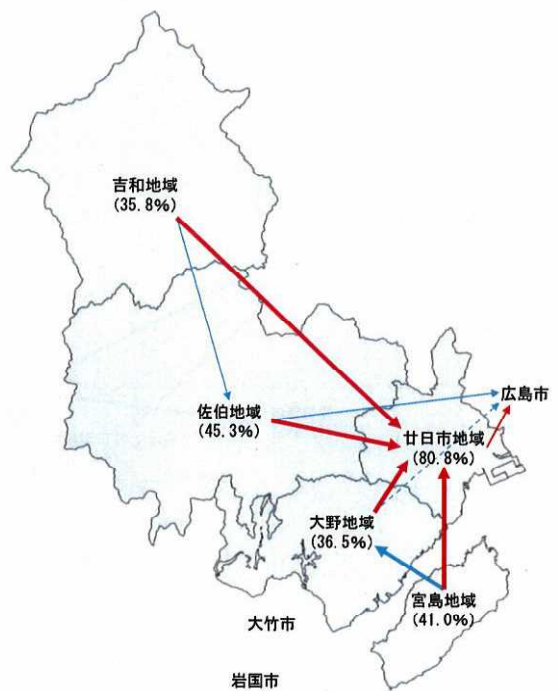 吉和地域
(35.8%)
広島市
佐伯地域
(45.3%)
廿日市地域
(80.8%)
大野地域
(36.5%)
宮島地域
(41.0%)
大竹市
岩国市